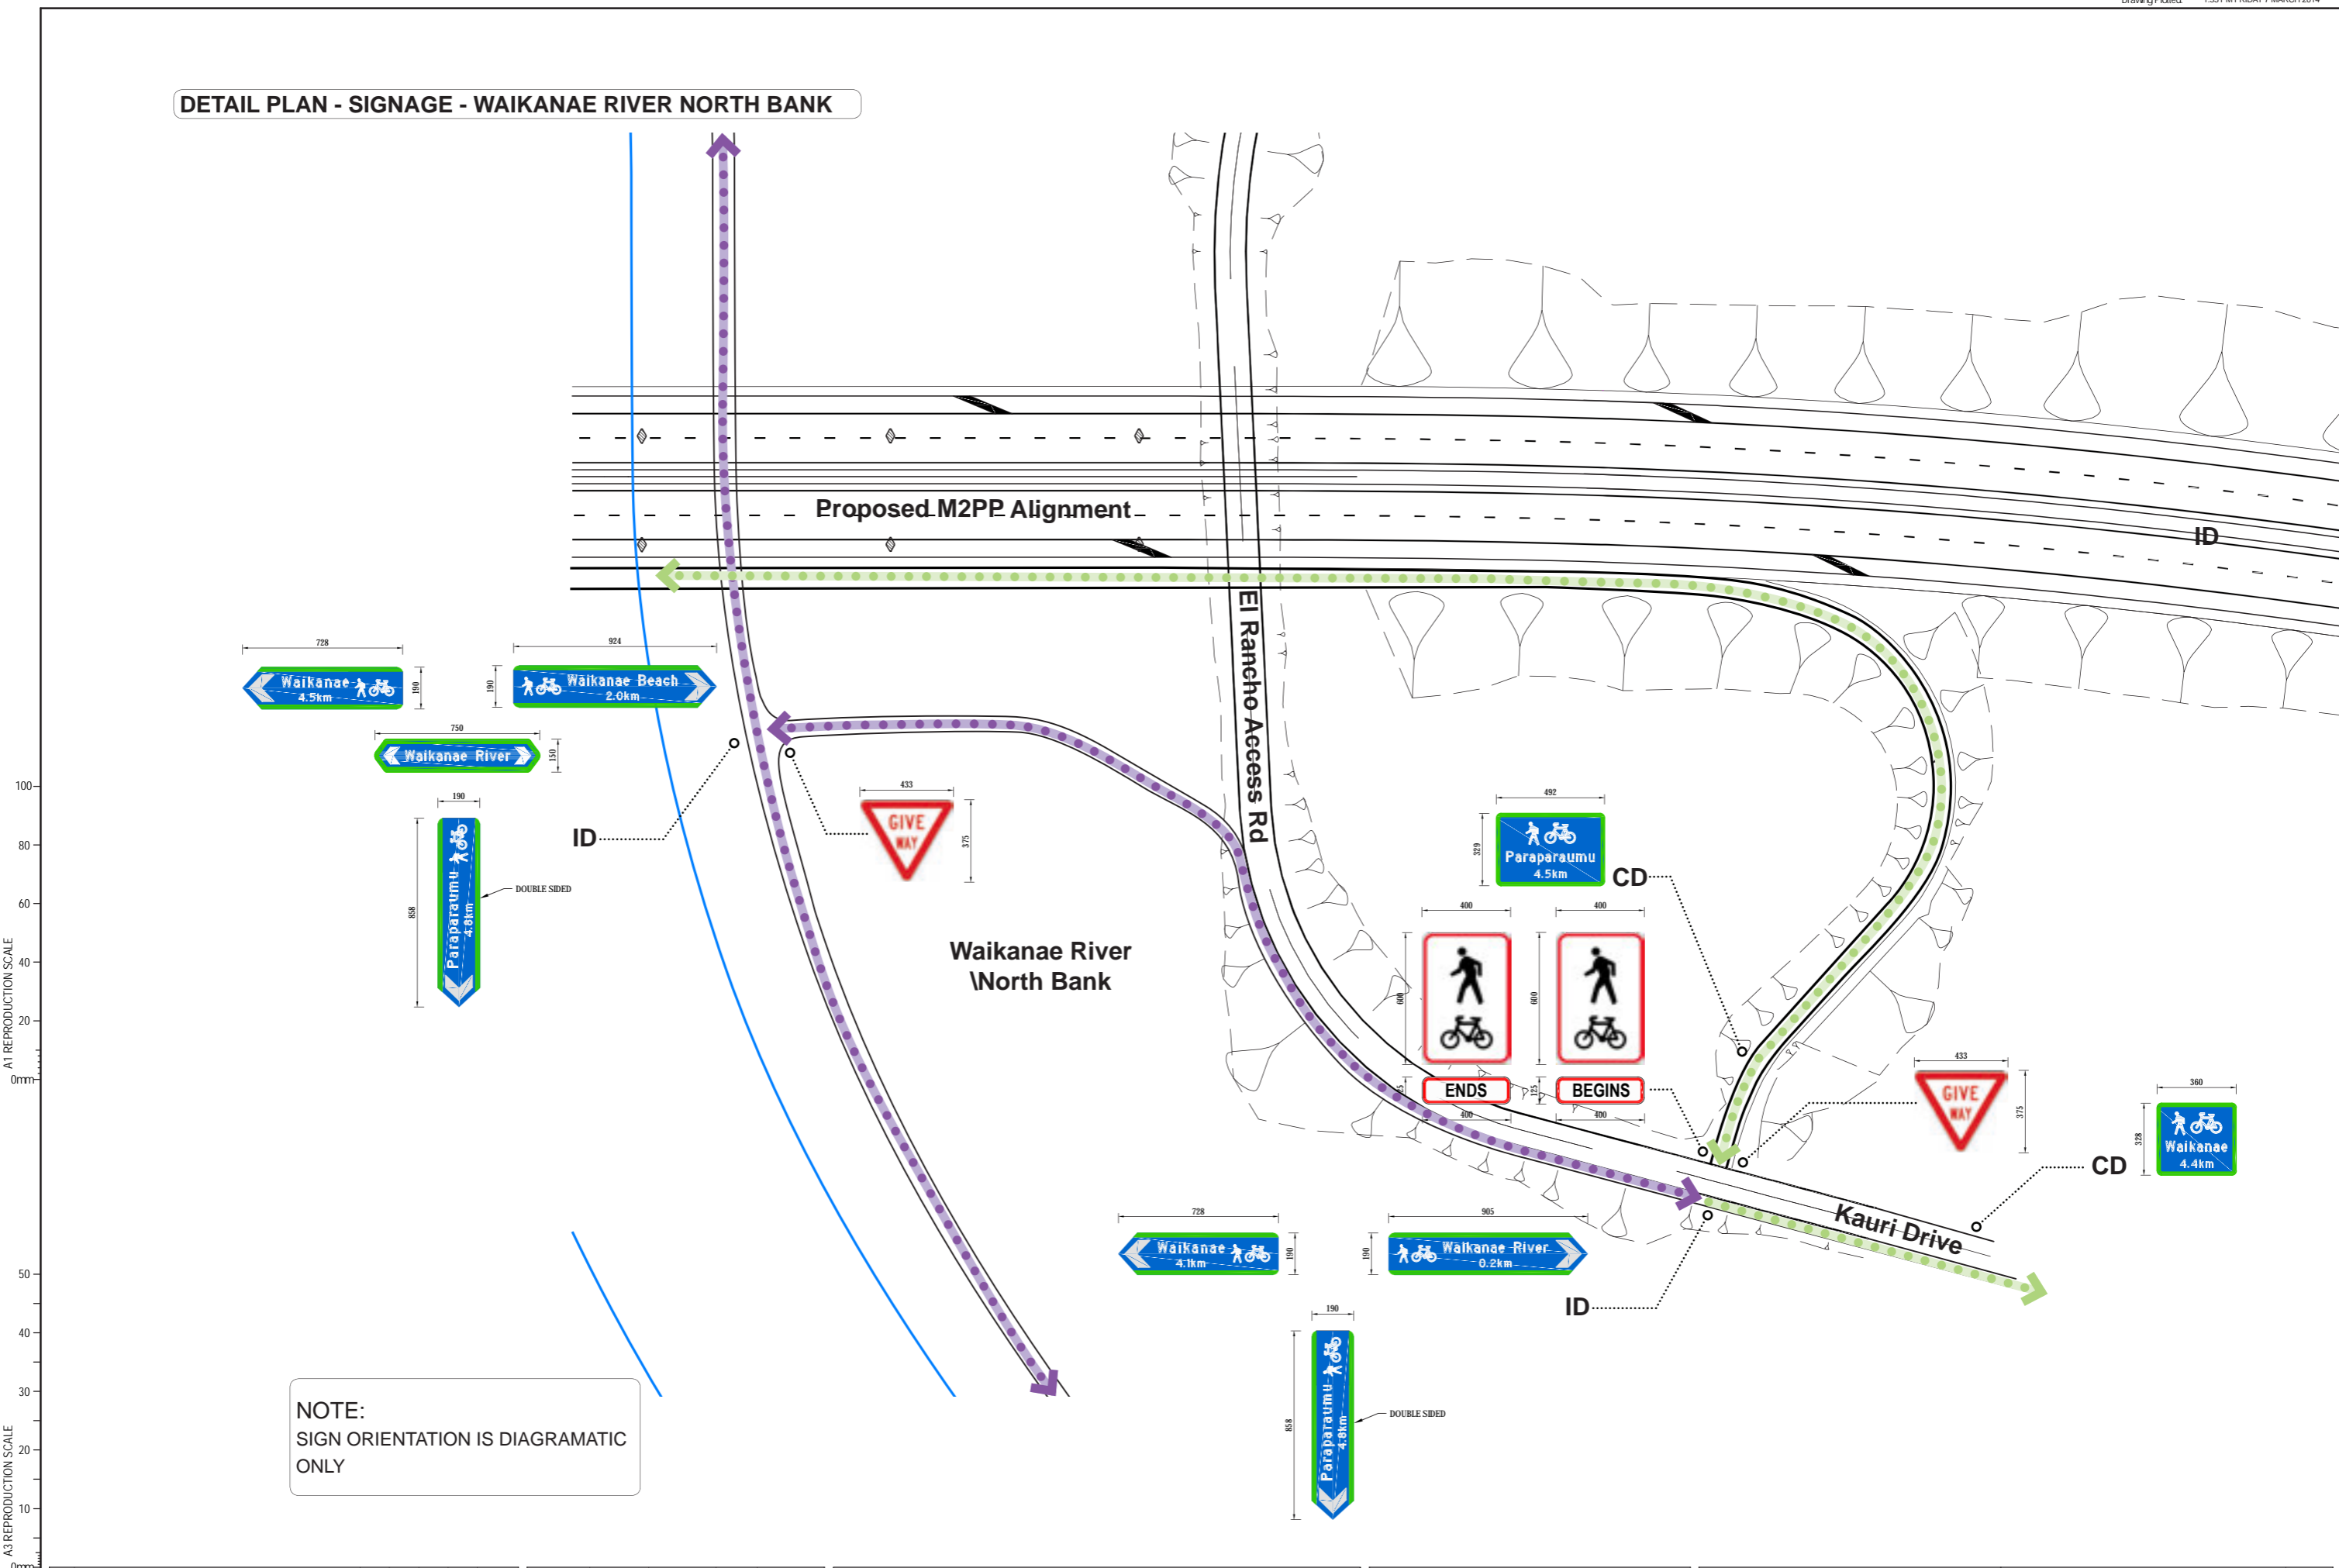 DETAIL PLAN - SIGNAGE - WAIKANAE RIVER NORTH BANK
Proposed M2PP Alignment
ID
El Rancho Access Rd
728
924
Waikanae
4.5km
190
190
Waikanae Beach
2.0km
750
Waikanae River
150
190
858
Paraparaumu
4.8km
DOUBLE SIDED
ID
433
GIVE
WAY
375
Waikanae River
\North Bank
492
329
Paraparaumu
4.5km
CD
400
400
600
600
ENDS
125
BEGINS
400
400
433
GIVE
WAY
375
360
328
Waikanae
4.4km
CD
Kauri Drive
728
905
Waikanae
4.1km
190
190
Waikanae River
0.2km
ID
190
858
Paraparaumu
4.8km
DOUBLE SIDED
NOTE:
SIGN ORIENTATION IS DIAGRAMATIC
ONLY
100
80
60
40
20
0mm
A1 REPRODUCTION SCALE
50
40
30
20
10
0mm
A3 REPRODUCTION SCALE